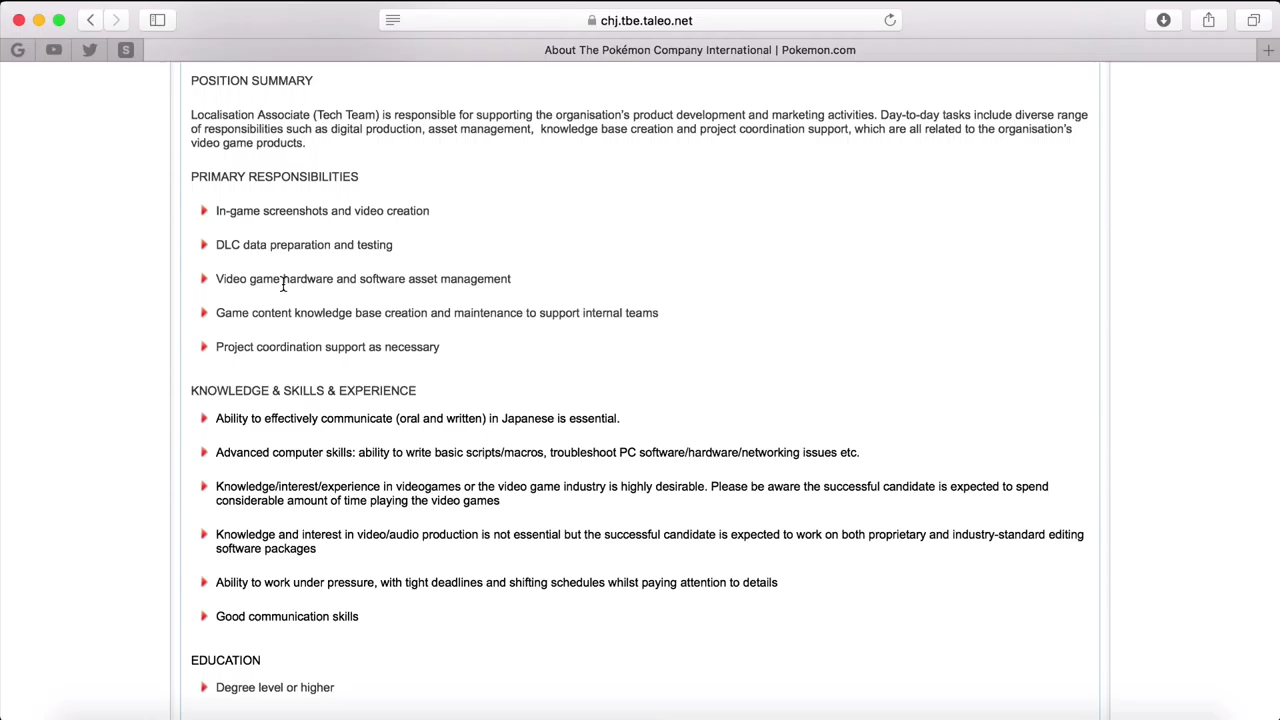 chj.tbe.taleo.net
S
About The Pokémon Company International | Pokemon.com
POSITION SUMMARY
Localisation Associate (Tech Team) is responsible for supporting the organisation's product development and marketing activities. Day-to-day tasks include diverse range
of responsibilities such as digital production, asset management,  knowledge base creation and project coordination support, which are all related to the organisation's
video game products.
PRIMARY RESPONSIBILITIES
In-game screenshots and video creation
DLC data preparation and testing
Video game hardware and software asset management
Game content knowledge base creation and maintenance to support internal teams
Project coordination support as necessary
KNOWLEDGE & SKILLS & EXPERIENCE
Ability to effectively communicate (oral and written) in Japanese is essential.
Advanced computer skills: ability to write basic scripts/macros, troubleshoot PC software/hardware/networking issues etc.
Knowledge/interest/experience in videogames or the video game industry is highly desirable. Please be aware the successful candidate is expected to spend
considerable amount of time playing the video games
Knowledge and interest in video/audio production is not essential but the successful candidate is expected to work on both proprietary and industry-standard editing
software packages
Ability to work under pressure, with tight deadlines and shifting schedules whilst paying attention to details
Good communication skills
EDUCATION
Degree level or higher